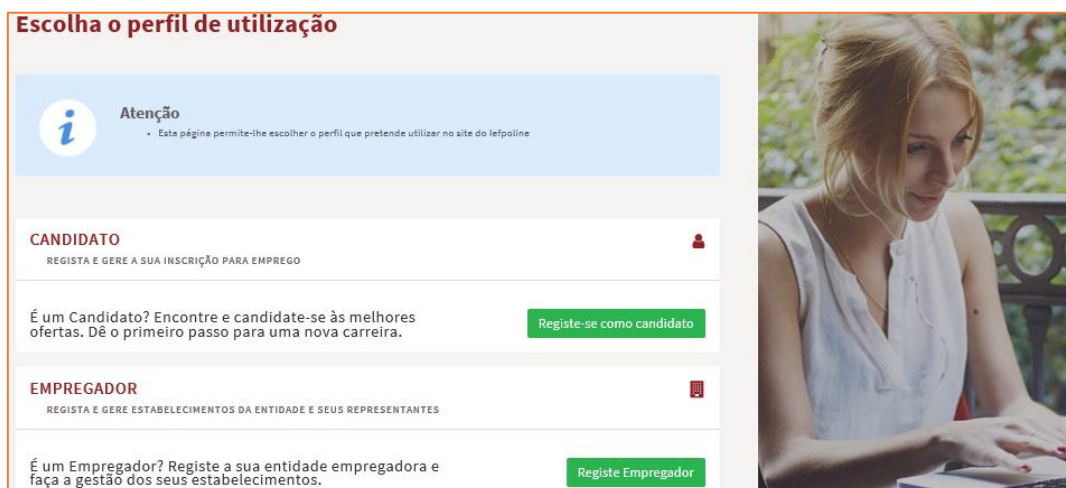 Escolha o perfil de utilização
Atenção
• Esta página permite-lhe escolher o perfil que pretende utilizar no site do Iefponline
CANDIDATO
REGISTA E GERE A SUA INSCRIÇÃO PARA EMPREGO
É um Candidato? Encontre e candidate-se às melhores
ofertas. Dê o primeiro passo para uma nova carreira.
Registe-se como candidato
EMPREGADOR
REGISTA E GERE ESTABELECIMENTOS DA ENTIDADE E SEUS REPRESENTANTES
É um Empregador? Registe a sua entidade empregadora e
faça a gestão dos seus estabelecimentos.
Registe Empregador